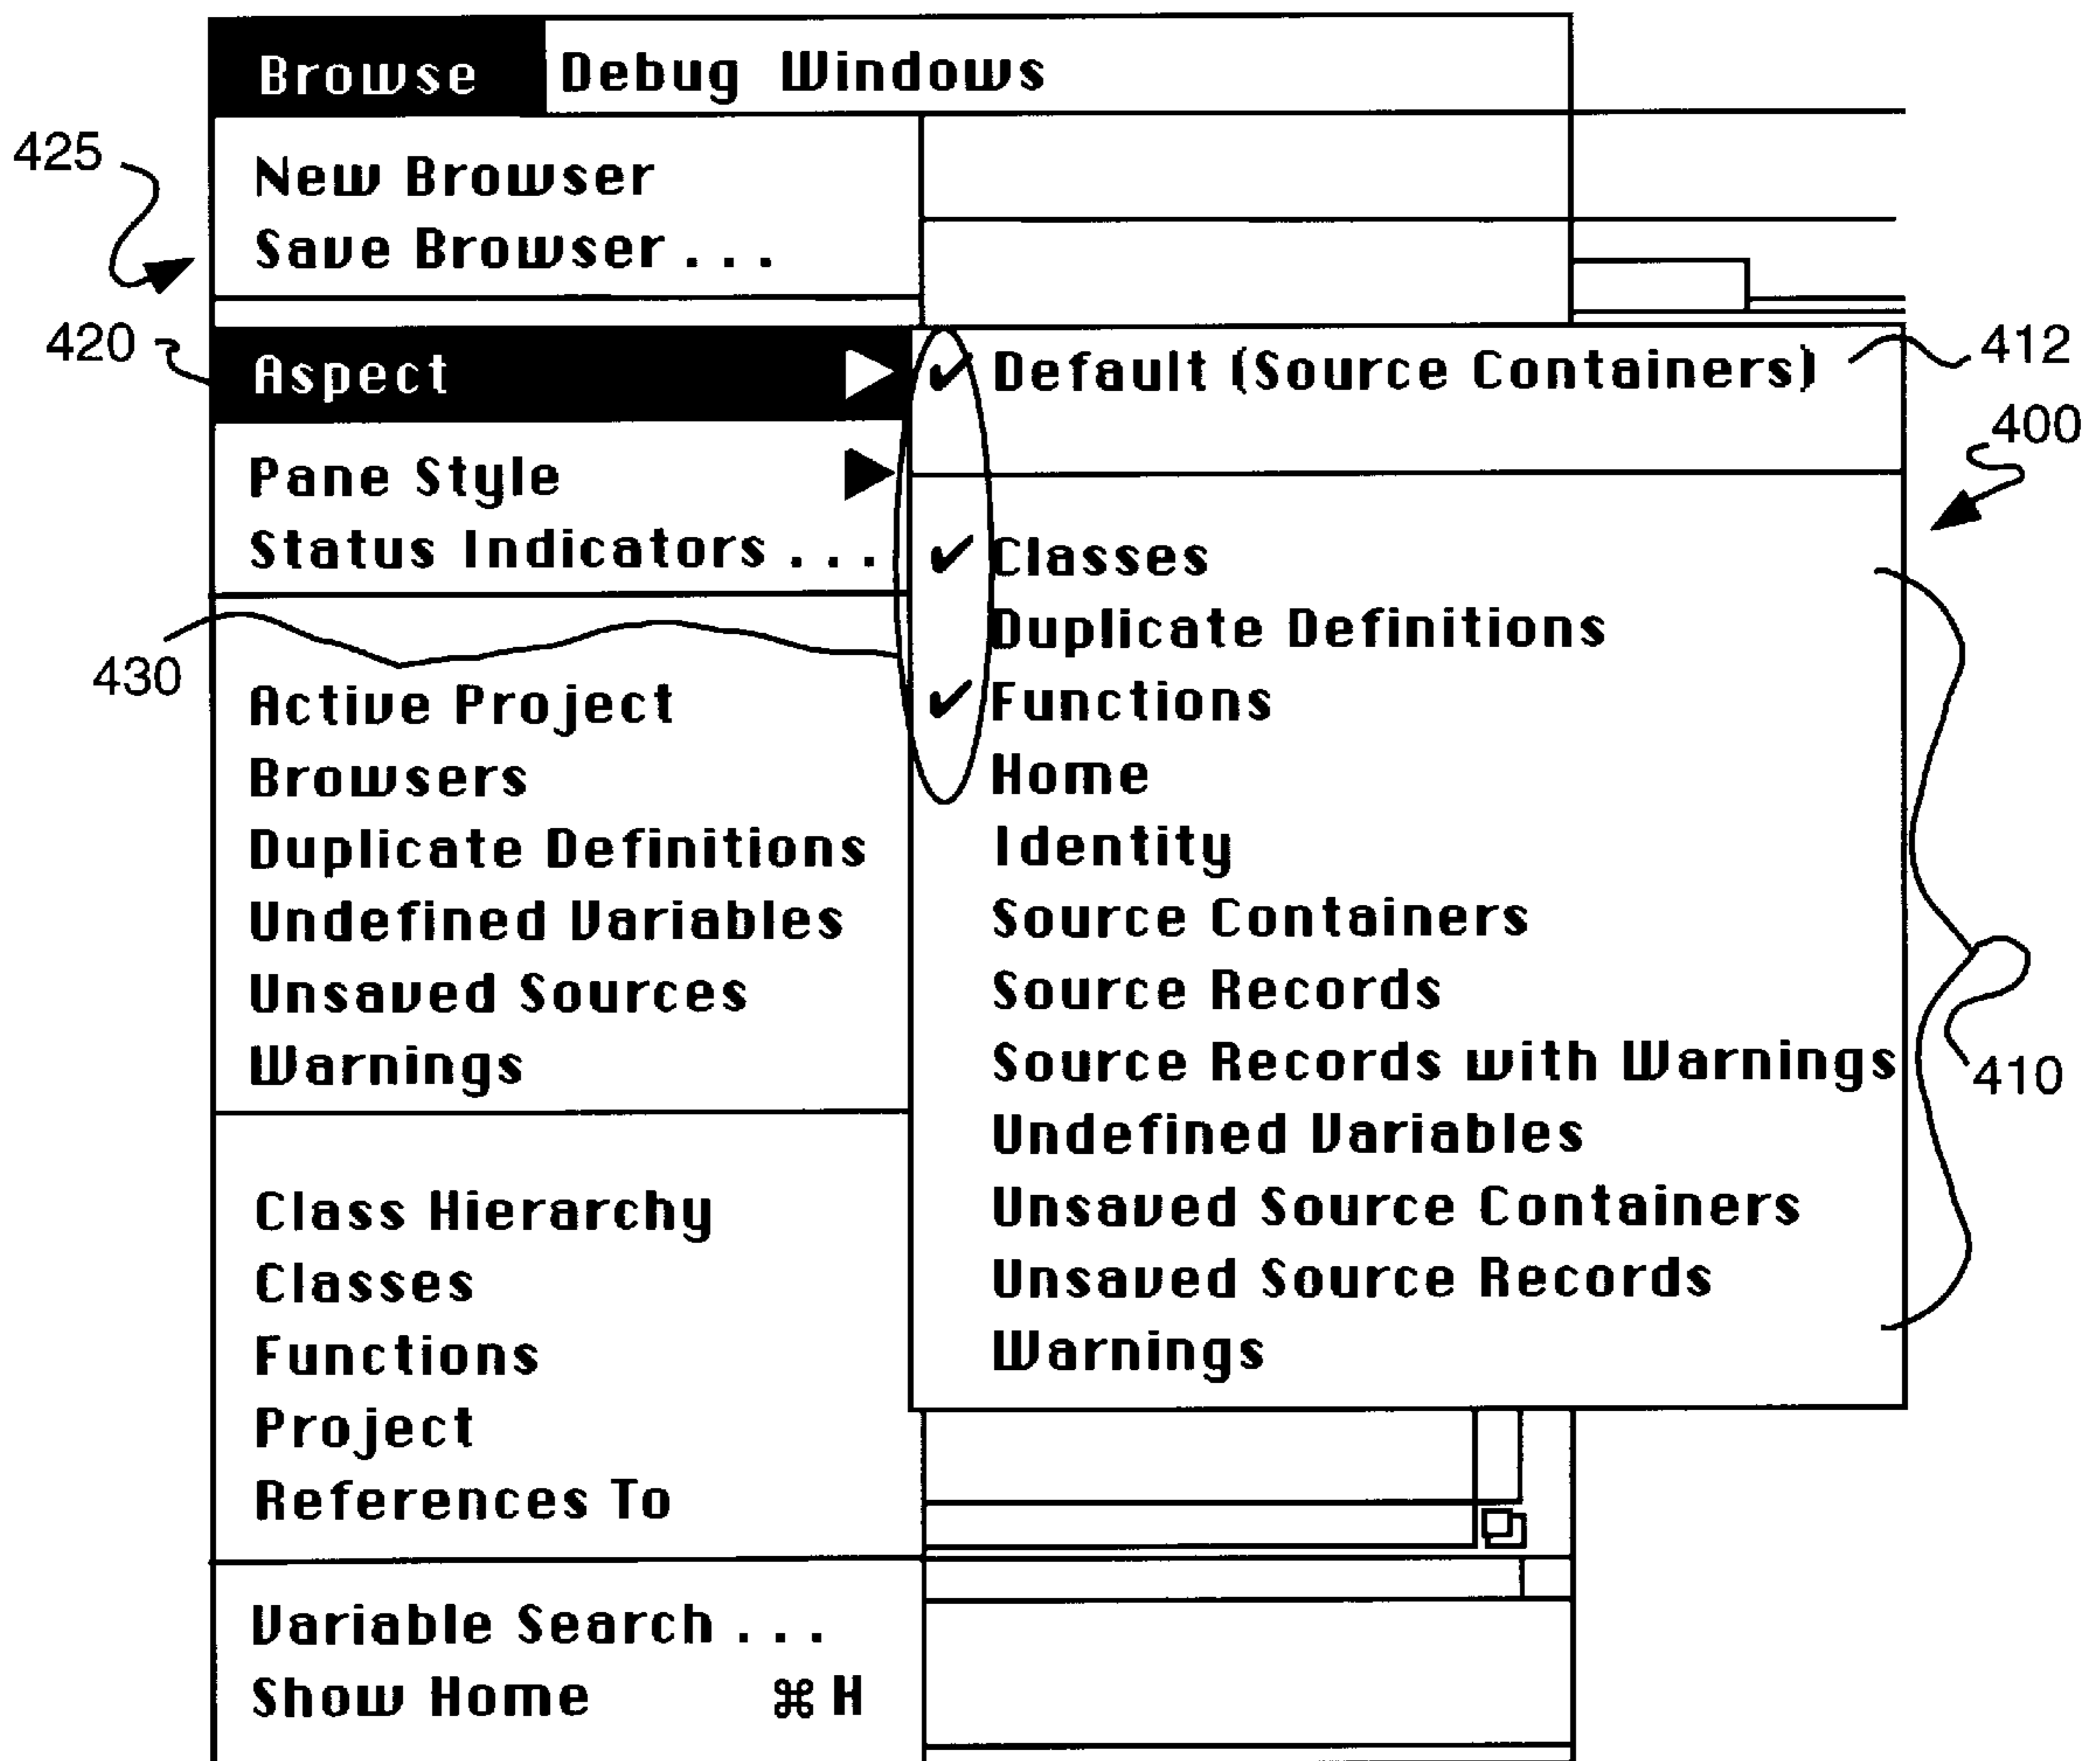 Browse Debug Windows
425
New Browser
Save Browser . . .
420
Aspect
Pane Style
Status Indicators . . .
430
Active Project
Browsers
Duplicate Definitions
Undefined Variables
Unsaved Sources
Warnings
Class Hierarchy
Classes
Functions
Project
References To
Variable Search . . .
Show Home ⌘ H
✔ Default (Source Containers)
412
400
✔ Classes
Duplicate Definitions
✔ Functions
Home
Identity
Source Containers
Source Records
Source Records with Warnings
410
Undefined Variables
Unsaved Source Containers
Unsaved Source Records
Warnings